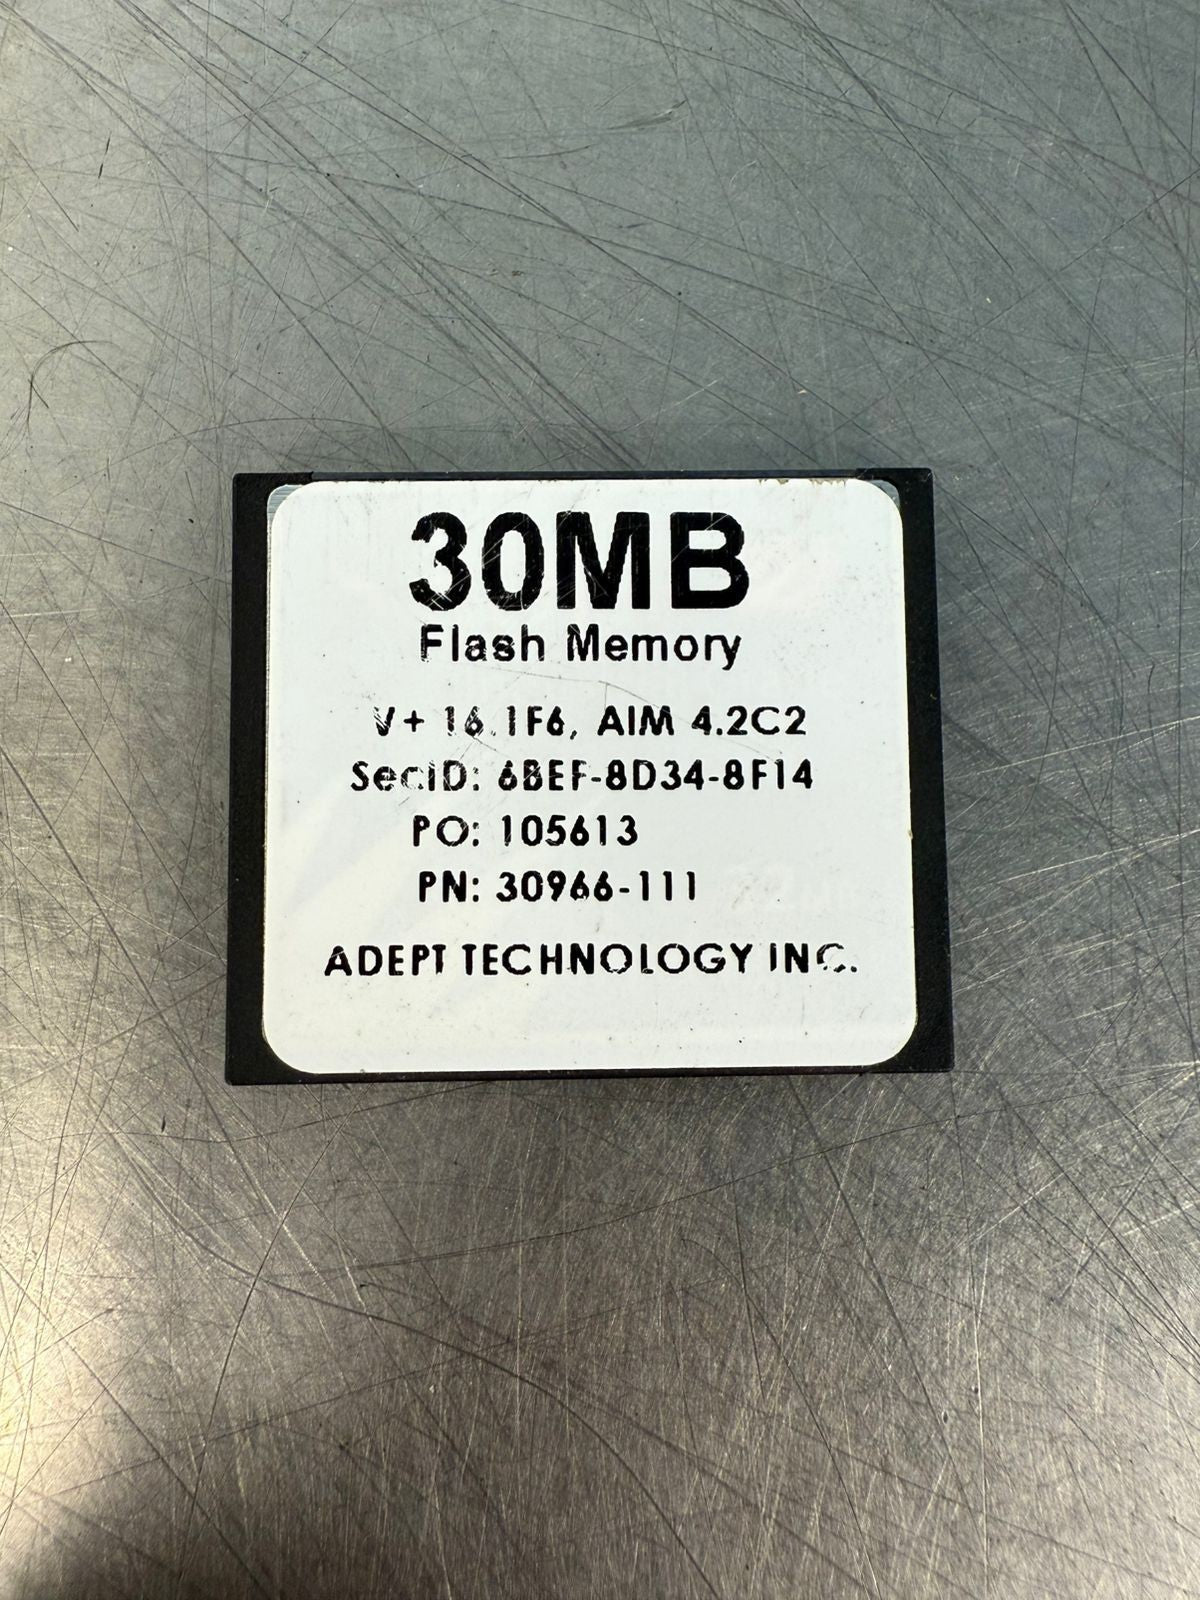 30MB
Flash Memory
V+ 16.1F6, AIM 4.2C2
SecID: 6BEF-8D34-8F14
PO: 105613
PN: 30966-111
ADEPT TECHNOLOGY INC.